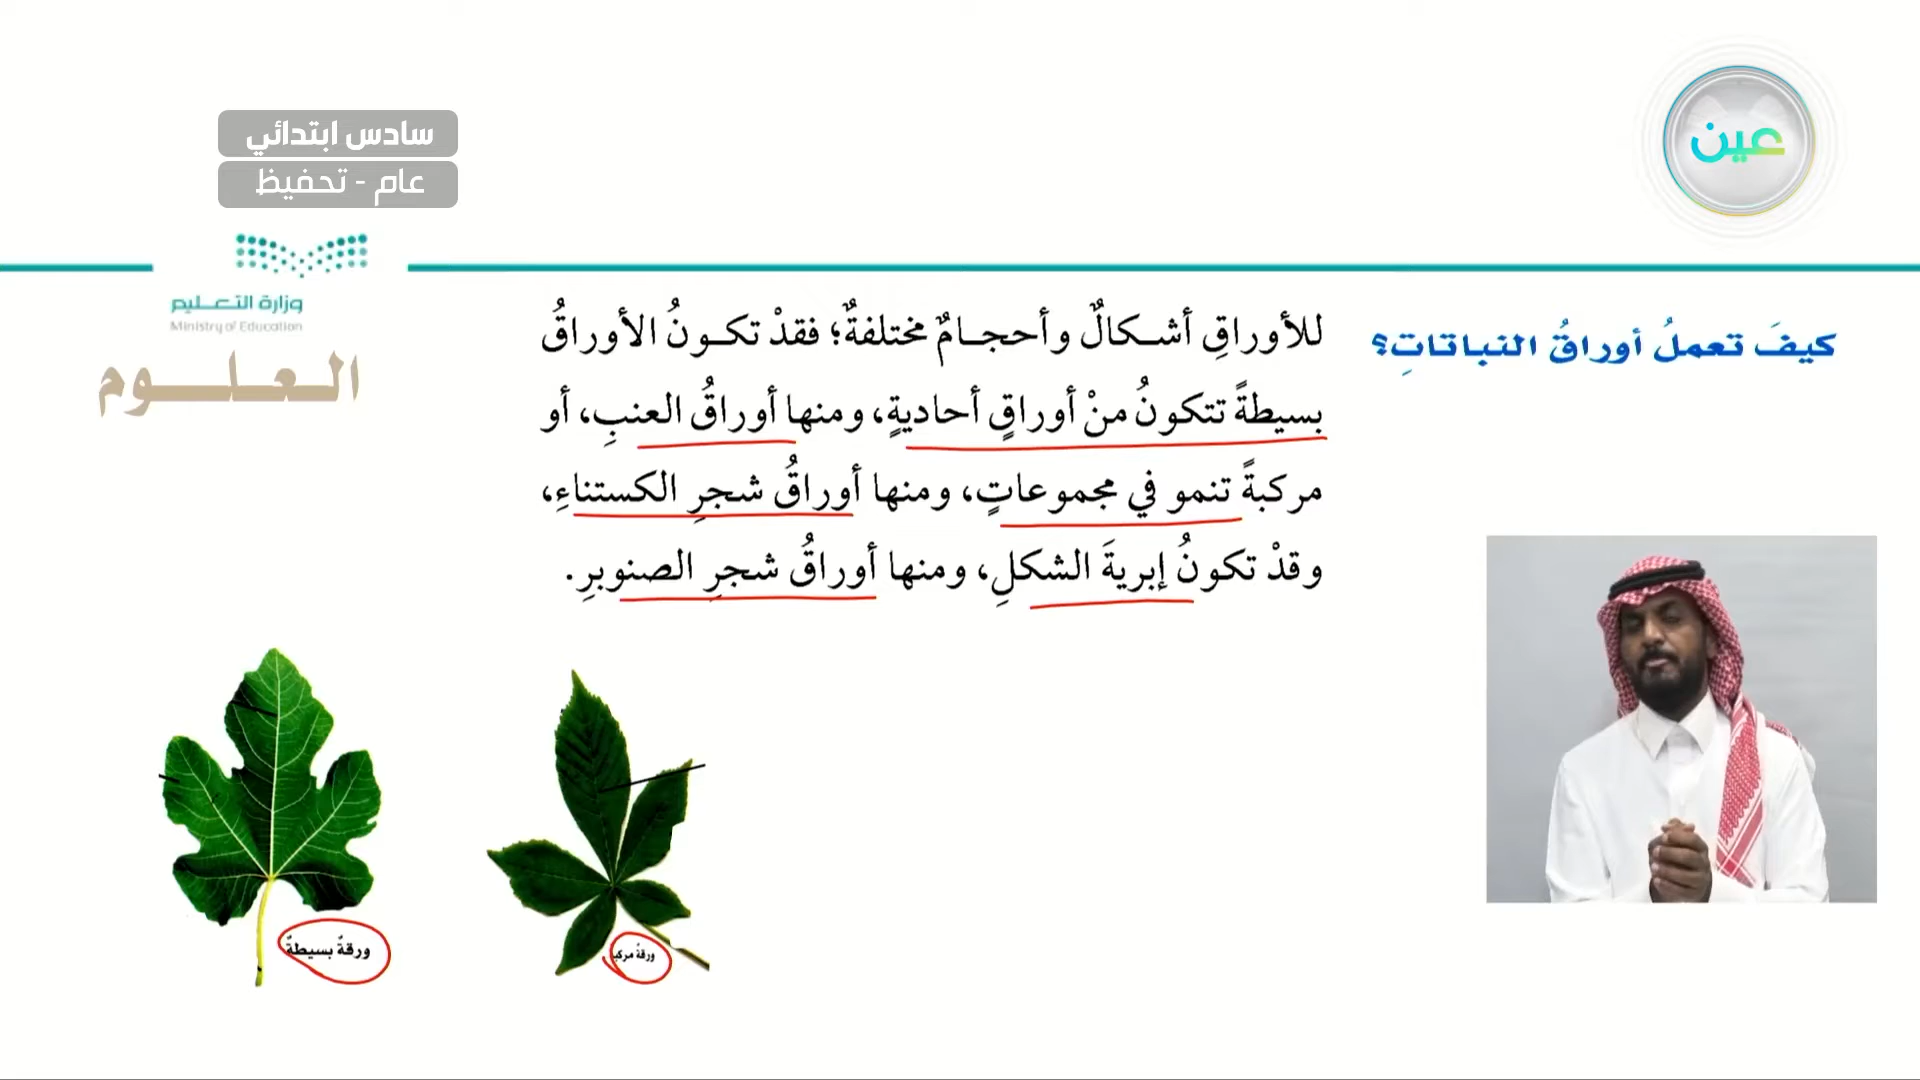 عين
سادس ابتدائي
عام - تحفيظ
وزارة التعليم
Ministry of Education
العلوم
كيفَ تعملُ أوراقُ النباتاتِ؟
للأوراقِ أشكالٌ وأحجامٌ مختلفةٌ؛ فقدْ تكونُ الأوراقُ
بسيطةً تتكونُ منْ أوراقٍ أحاديةٍ، ومنها أوراقُ العنبِ، أو
مركبةً تنمو في مجموعاتٍ، ومنها أوراقُ شجرِ الكستناءِ،
وقدْ تكونُ إبريةَ الشكلِ، ومنها أوراقُ شجرِ الصنوبرِ.
ورقةٌ مركب
ورقةٌ بسيطةٌ